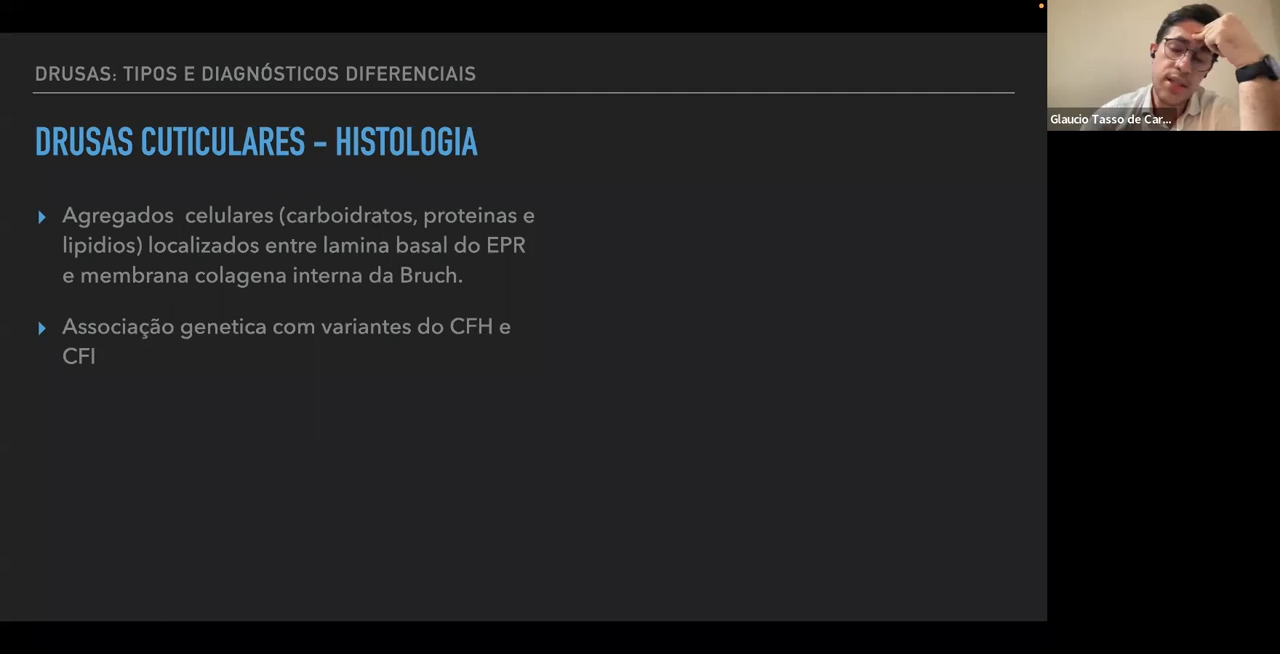 DRUSAS: TIPOS E DIAGNÓSTICOS DIFERENCIAIS
DRUSAS CUTICULARES - HISTOLOGIA
Agregados celulares (carboidratos, proteinas e
lipidios) localizados entre lamina basal do EPR
e membrana colagena interna da Bruch.
Associação genetica com variantes do CFH e
CFI
Glaucio Tasso de Car...